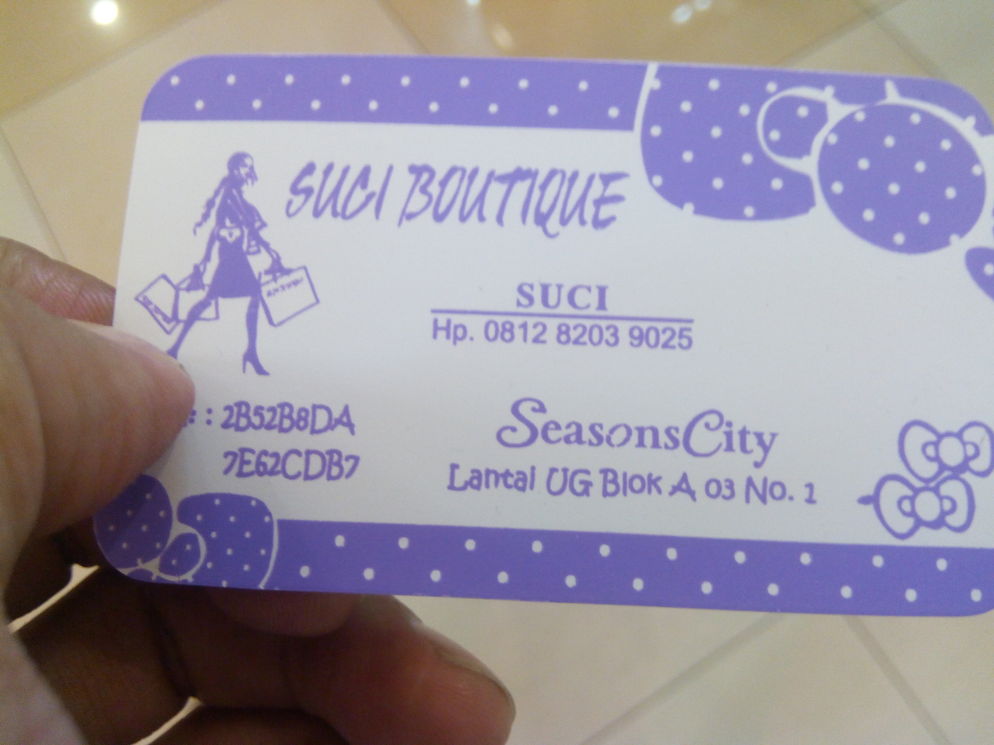 SUCI BOUTIQUE
SUCI
Hp. 0812 8203 9025
: 2B52B8DA
7E62CDB7
SeasonsCity
Lantai UG Blok A 03 No. 1